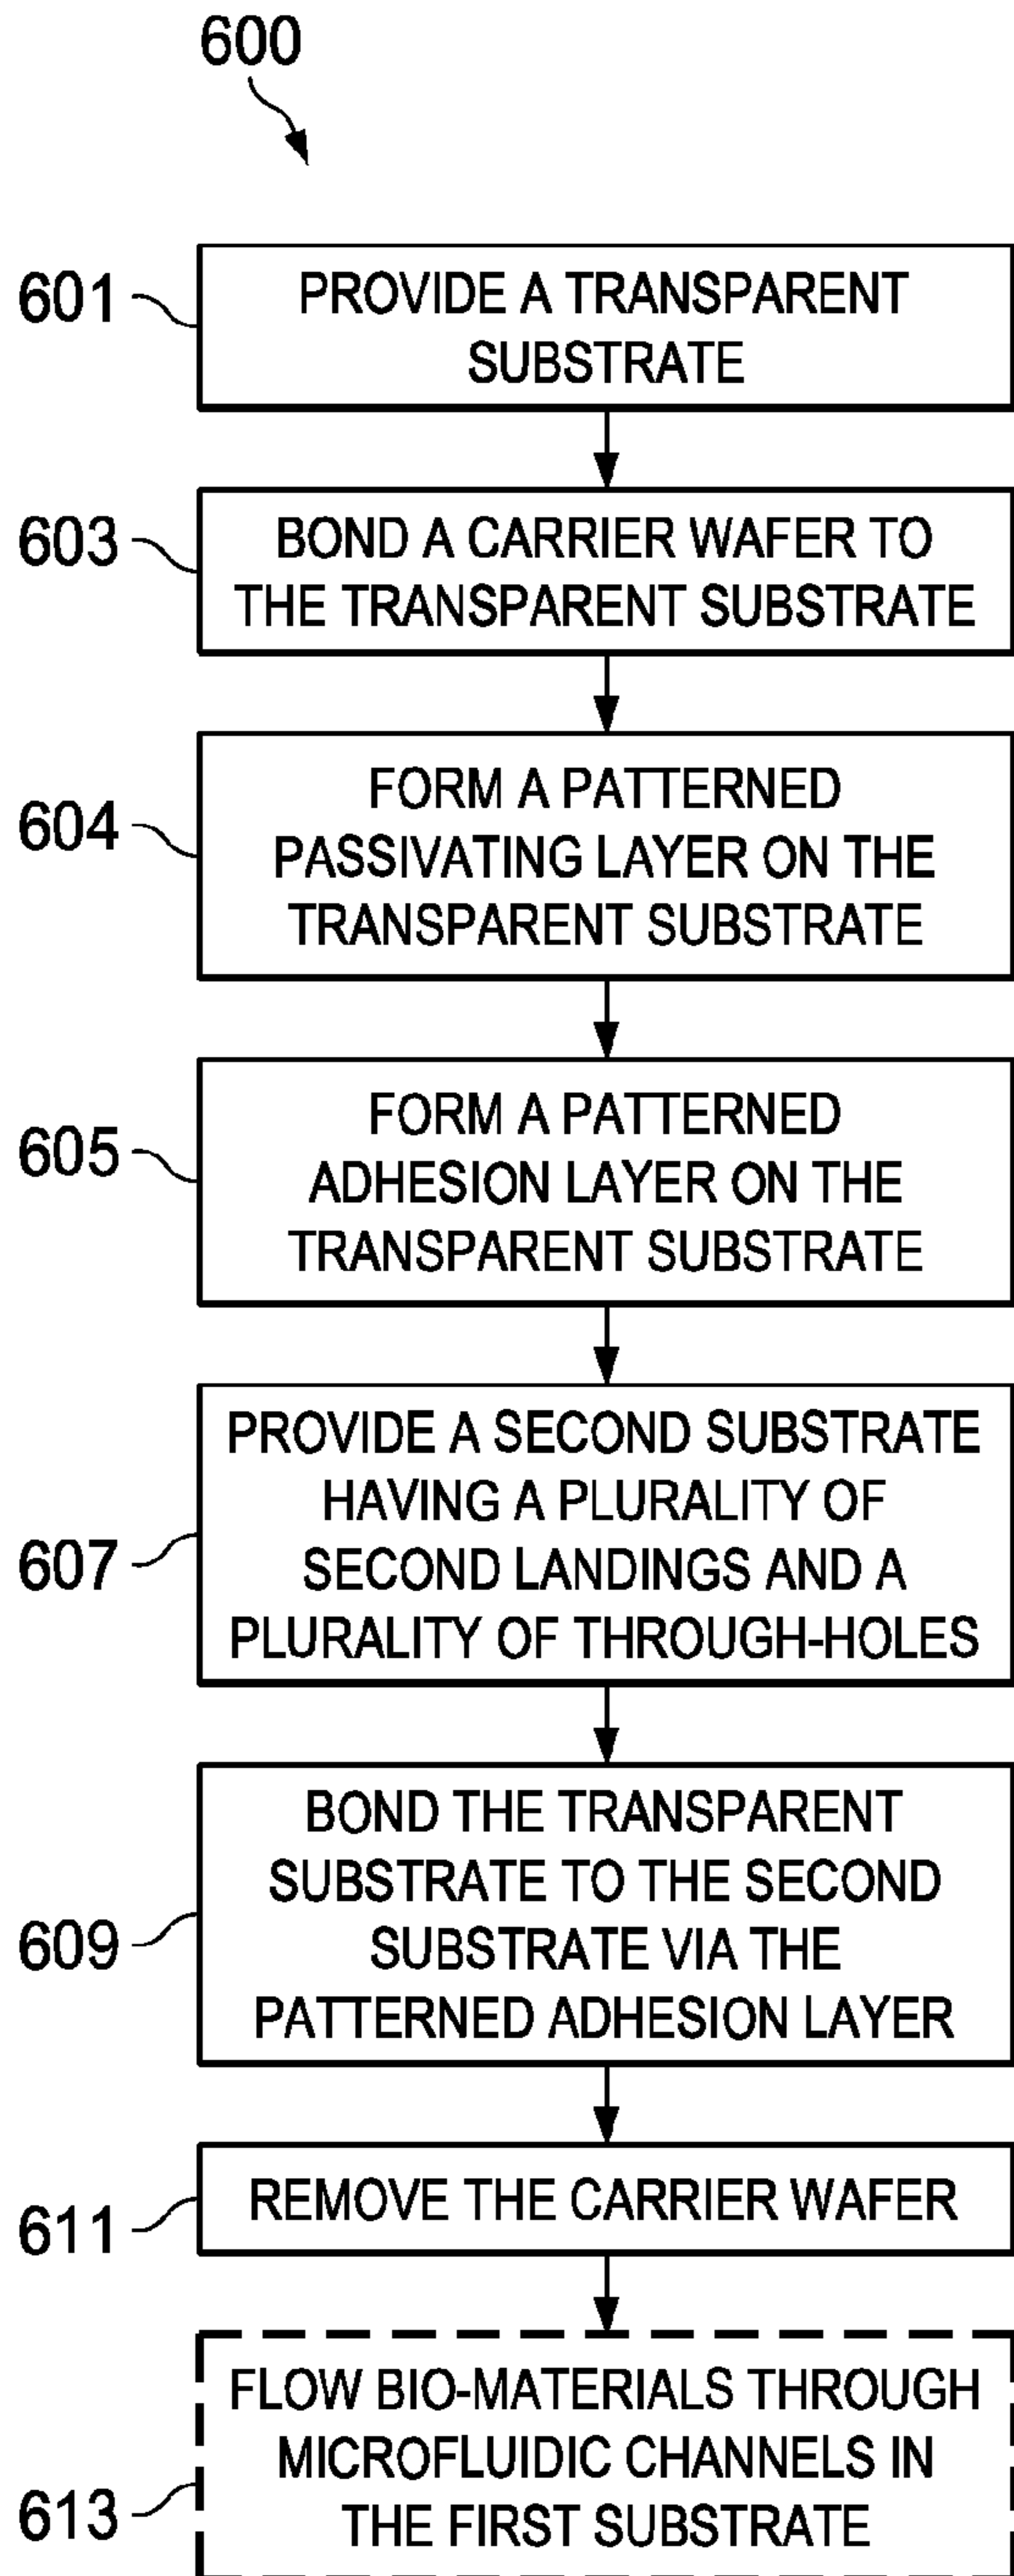 600
601
PROVIDE A TRANSPARENT
SUBSTRATE
603
BOND A CARRIER WAFER TO
THE TRANSPARENT SUBSTRATE
604
FORM A PATTERNED
PASSIVATING LAYER ON THE
TRANSPARENT SUBSTRATE
605
FORM A PATTERNED
ADHESION LAYER ON THE
TRANSPARENT SUBSTRATE
607
PROVIDE A SECOND SUBSTRATE
HAVING A PLURALITY OF
SECOND LANDINGS AND A
PLURALITY OF THROUGH-HOLES
609
BOND THE TRANSPARENT
SUBSTRATE TO THE SECOND
SUBSTRATE VIA THE
PATTERNED ADHESION LAYER
611
REMOVE THE CARRIER WAFER
613
FLOW BIO-MATERIALS THROUGH
MICROFLUIDIC CHANNELS IN
THE FIRST SUBSTRATE